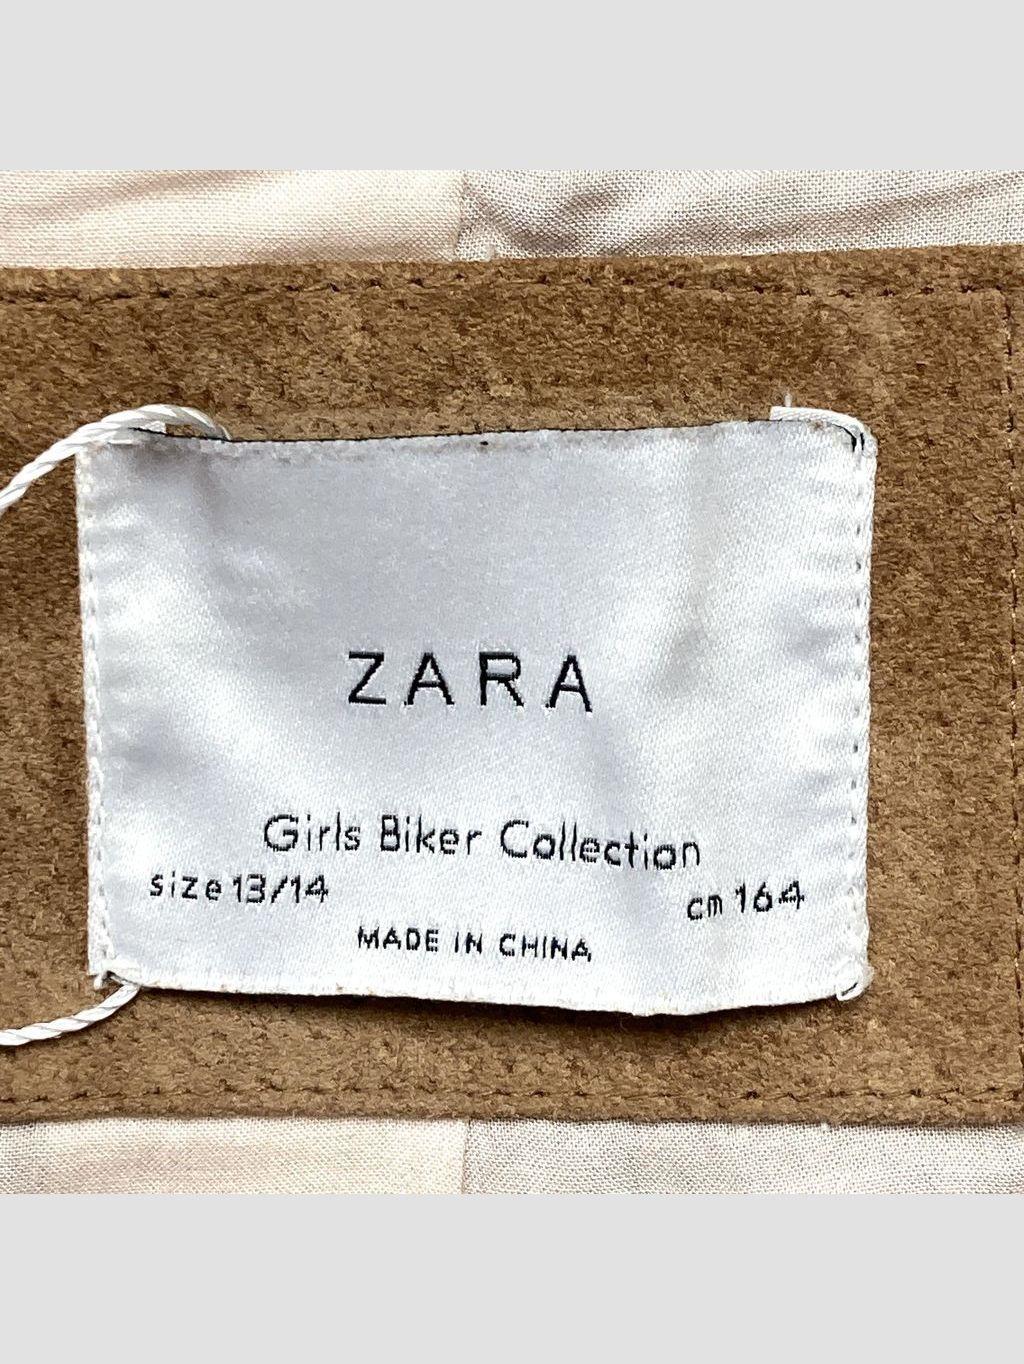 ZARA
Girls Biker Collection
size 13/14 cm 164
MADE IN CHINA